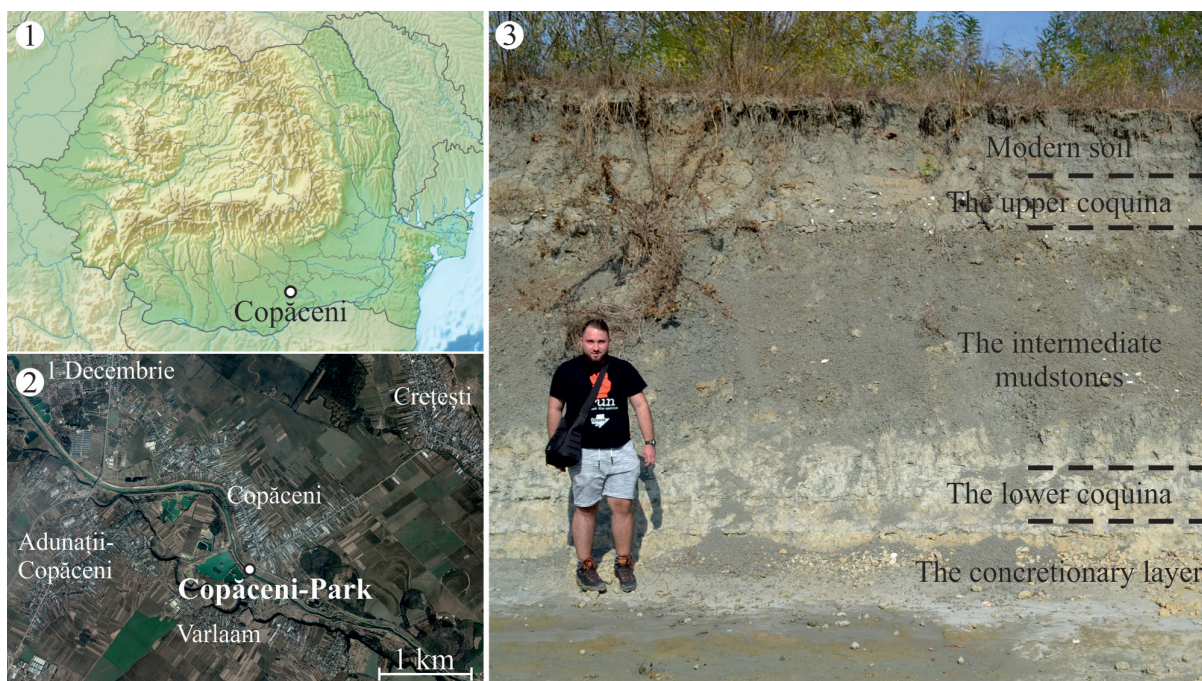 1
Copăceni
2
1 Decembrie
Cretești
Copăceni
Adunații-
Copăceni
Copăceni-Park
Varlaam
1 km
3
Modern soil
The upper coquina
The intermediate
mudstones
The lower coquina
The concretionary layer